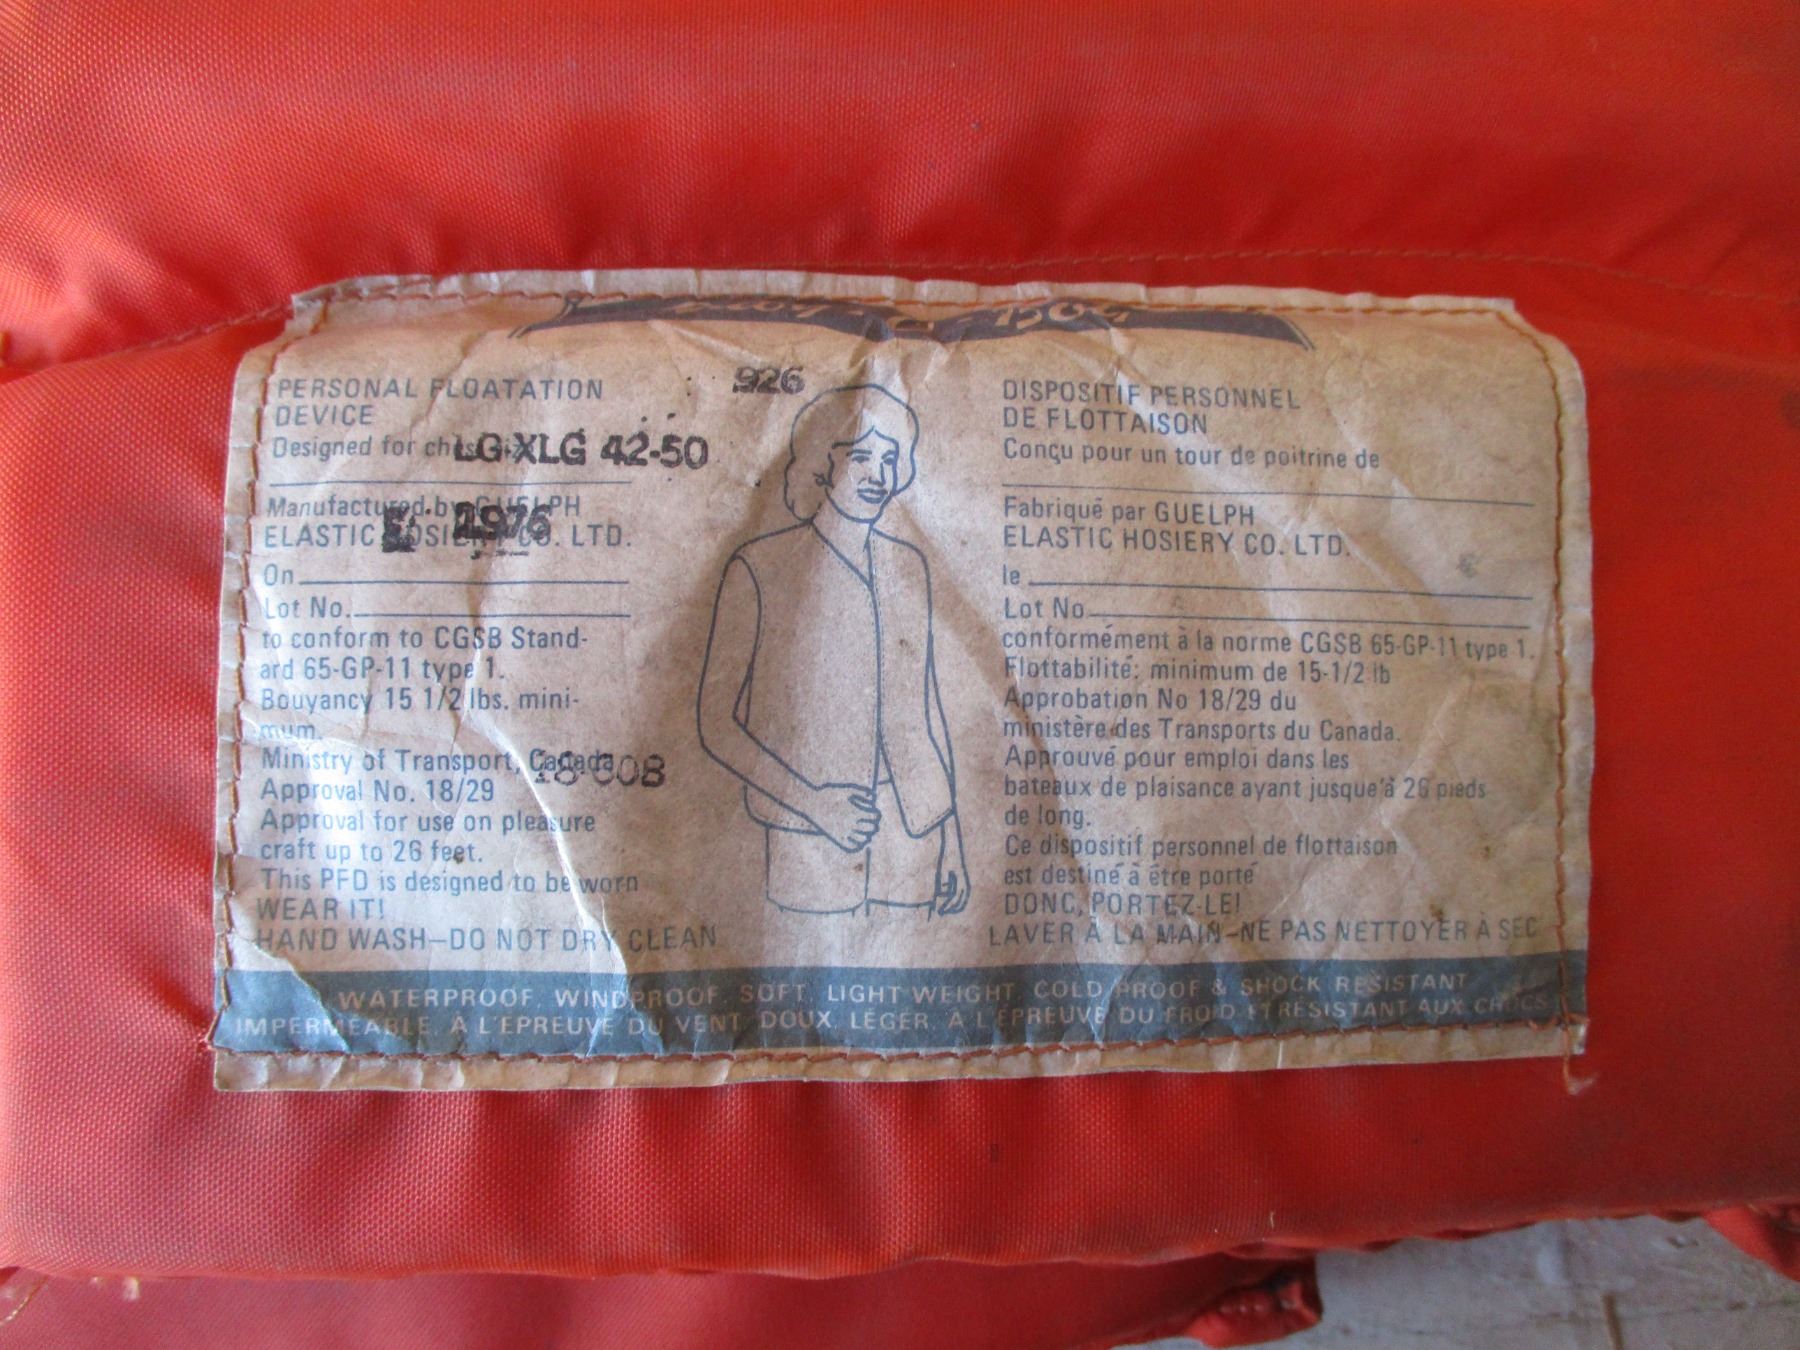 926
PERSONAL FLOATATION
DEVICE
Designed for chest
LG-XLG 42-50
Manufactured by GUELPH
1976
ELASTIC HOSIERY CO. LTD.
On
Lot No.
to conform to CGSB Stand-
ard 65-GP-11 type 1.
Bouyancy 15 1/2 lbs. mini-
mum.
Ministry of Transport, Canada
18-608
Approval No. 18/29
Approval for use on pleasure
craft up to 26 feet.
This PFD is designed to be worn
WEAR IT!
HAND WASH–DO NOT DRY CLEAN
DISPOSITIF PERSONNEL
DE FLOTTAISON
Conçu pour un tour de poitrine de
Fabriqué par GUELPH
ELASTIC HOSIERY CO. LTD.
le
Lot No
conformément à la norme CGSB 65-GP-11 type 1.
Flottabilité: minimum de 15-1/2 lb
Approbation No 18/29 du
ministère des Transports du Canada.
Approuvé pour emploi dans les
bateaux de plaisance ayant jusqu'à 26 pieds
de long.
Ce dispositif personnel de flottaison
est destiné à être porté
DONC, PORTEZ-LE!
LAVER À LA MAIN–NE PAS NETTOYER À SEC
WATERPROOF, WINDPROOF, SOFT, LIGHT WEIGHT, COLD PROOF & SHOCK RESISTANT
IMPERMÉABLE, À L'ÉPREUVE DU VENT, DOUX, LÉGER, À L'ÉPREUVE DU FROID ET RÉSISTANT AUX CHOCS